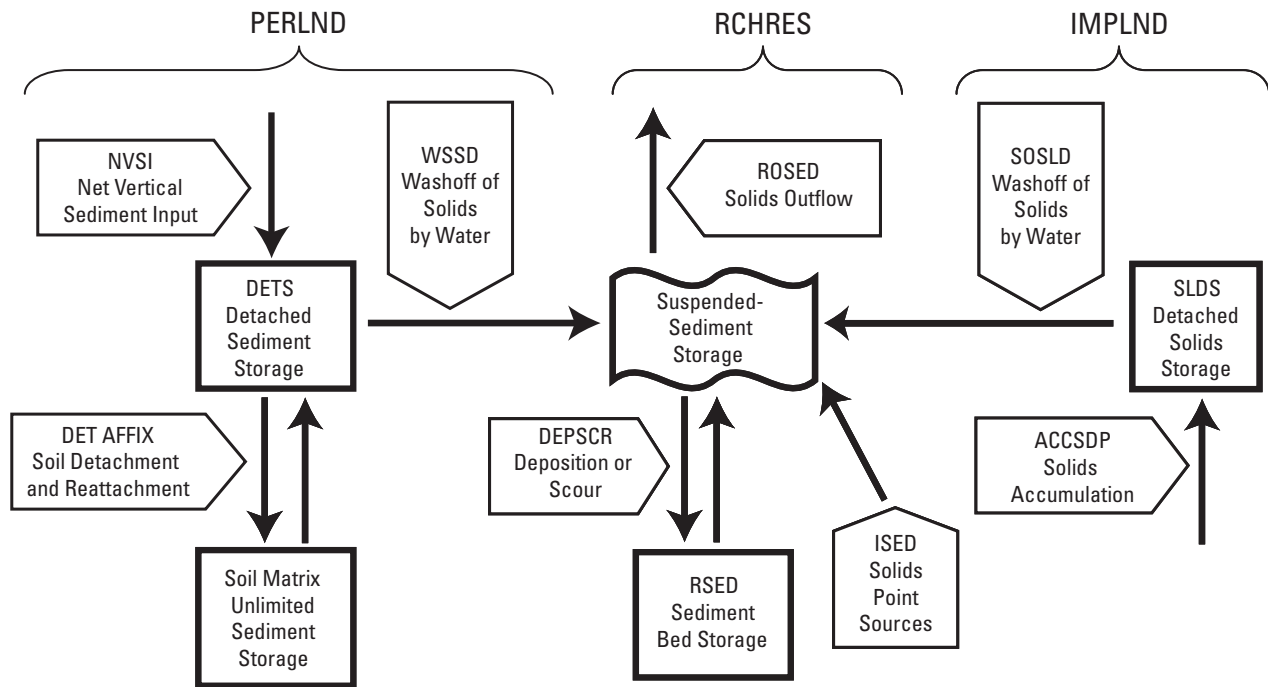 PERLND
RCHRES
IMPLND
NVSI
Net Vertical
Sediment Input
WSSD
Washoff of
Solids
by Water
ROSED
Solids Outflow
SOSLD
Washoff of
Solids
by Water
DETS
Detached
Sediment
Storage
Suspended-
Sediment
Storage
SLDS
Detached
Solids
Storage
DET AFFIX
Soil Detachment
and Reattachment
DEPSCR
Deposition or
Scour
ACCSDP
Solids
Accumulation
Soil Matrix
Unlimited
Sediment
Storage
RSED
Sediment
Bed Storage
ISED
Solids
Point
Sources